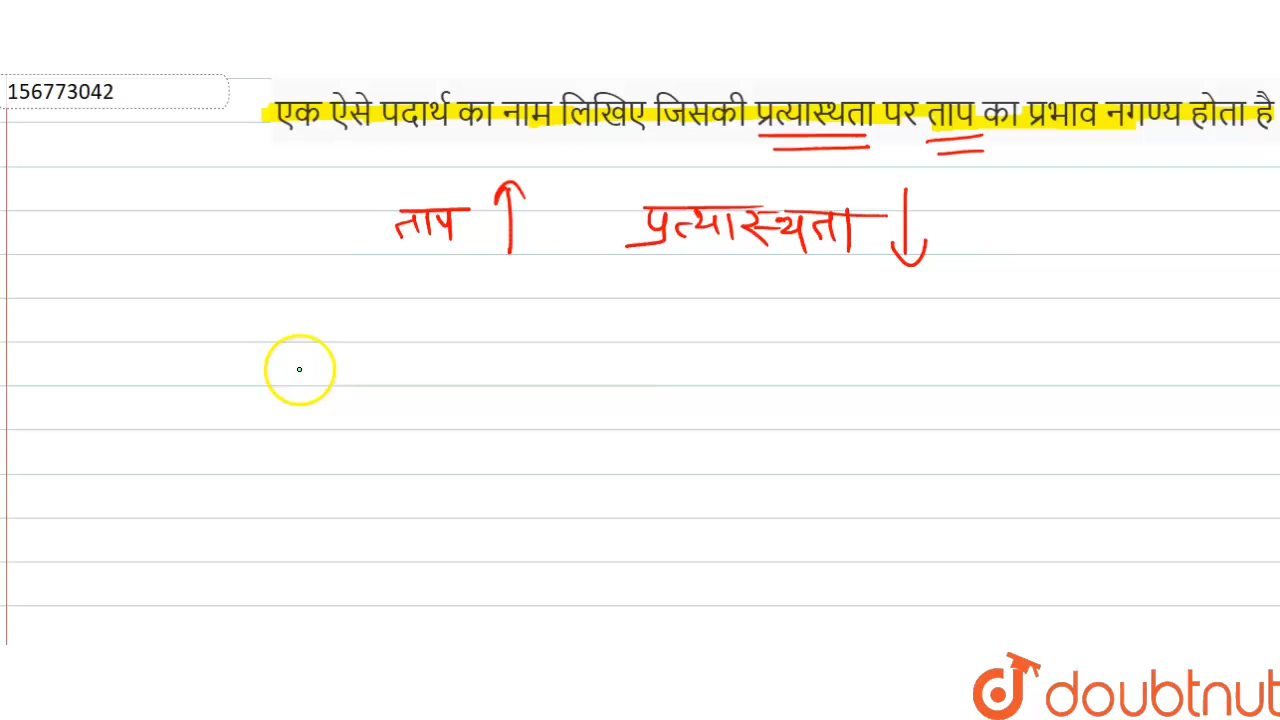 156773042
एक ऐसे पदार्थ का नाम लिखिए जिसकी प्रत्यास्थता पर ताप का प्रभाव नगण्य होता है
ताप ↑ प्रत्यास्थता ↓
doubtnut